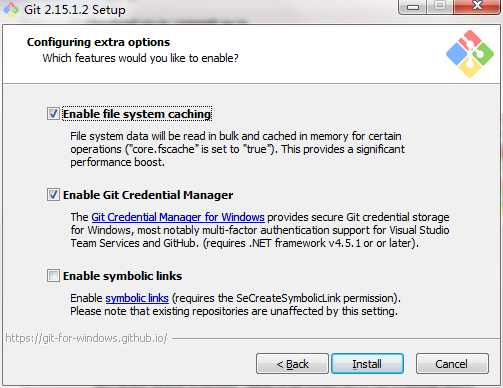 Git 2.15.1.2 Setup
Configuring extra options
Which features would you like to enable?
Enable file system caching
File system data will be read in bulk and cached in memory for certain
operations ("core.fscache" is set to "true"). This provides a significant
performance boost.
Enable Git Credential Manager
The Git Credential Manager for Windows provides secure Git credential storage
for Windows, most notably multi-factor authentication support for Visual Studio
Team Services and GitHub. (requires .NET framework v4.5.1 or or later).
Enable symbolic links
Enable symbolic links (requires the SeCreateSymbolicLink permission).
Please note that existing repositories are unaffected by this setting.
https://git-for-windows.github.io/
< Back
Install
Cancel